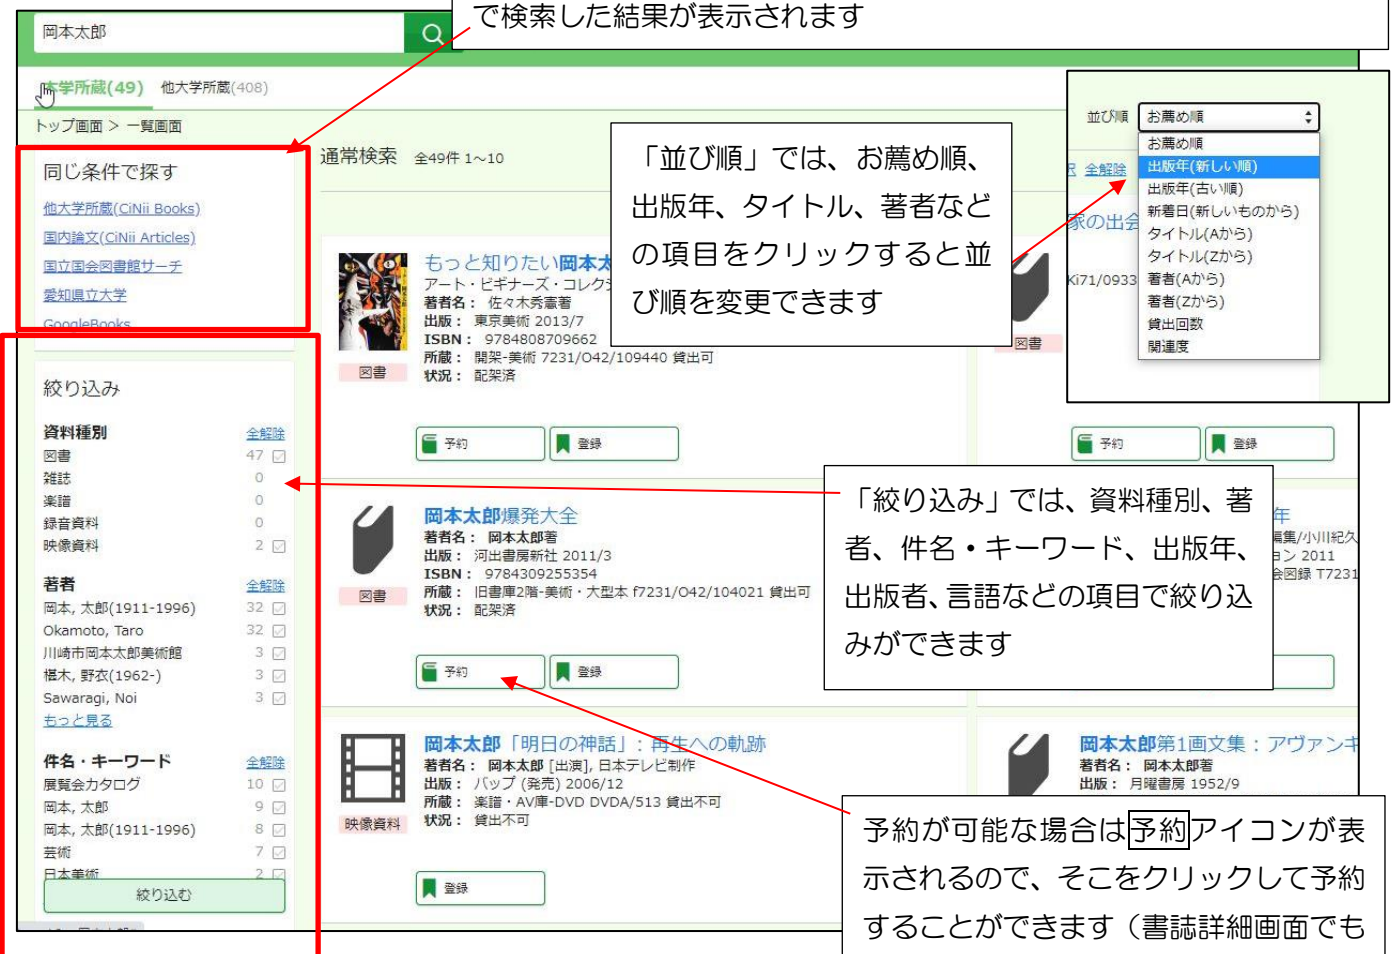 で検索した結果が表示されます
岡本太郎
本学所蔵(49) 他大学所蔵(408)
トップ画面 > 一覧画面
同じ条件で探す
他大学所蔵(CiNii Books)
国内論文(CiNii Articles)
国立国会図書館サーチ
愛知県立大学
GoogleBooks
絞り込み
資料種別 全解除
図書 47
雑誌 0
楽譜 0
録音資料 0
映像資料 2
著者 全解除
岡本, 太郎(1911-1996) 32
Okamoto, Taro 32
川崎市岡本太郎美術館 3
椹木, 野衣(1962-) 3
Sawaragi, Noi 3
もっと見る
件名・キーワード 全解除
展覧会カタログ 10
岡本, 太郎 9
岡本, 太郎(1911-1996) 8
芸術 7
日本美術 2
絞り込む
通常検索 全49件 1～10
もっと知りたい岡本太
アート・ビギナーズ・コレク
著者名： 佐々木秀憲著
出版： 東京美術 2013/7
ISBN： 9784808709662
所蔵： 開架-美術 7231/O42/109440 貸出可
状況： 配架済
図書
予約 登録
岡本太郎爆発大全
著者名： 岡本太郎著
出版： 河出書房新社 2011/3
ISBN： 9784309255354
所蔵： 旧書庫2階-美術・大型本 f7231/O42/104021 貸出可
状況： 配架済
図書
予約 登録
岡本太郎「明日の神話」: 再生への軌跡
著者名： 岡本太郎 [出演], 日本テレビ制作
出版： バップ (発売) 2006/12
所蔵： 楽譜・AV庫-DVD DVDA/513 貸出不可
状況： 貸出不可
映像資料
登録
「並び順」では、お薦め順、
出版年、タイトル、著者など
の項目をクリックすると並
び順を変更できます
並び順 お薦め順
お薦め順
出版年(新しい順)
出版年(古い順)
新着日(新しいものから)
タイトル(Aから)
タイトル(Zから)
著者(Aから)
著者(Zから)
貸出回数
関連度
全解除
家の出会
Ki71/0933
図書
予約 登録
「絞り込み」では、資料種別、著
者、件名・キーワード、出版年、
出版者、言語などの項目で絞り込
みができます
年
編集/小川紀久
ョン 2011
会図録 T7231
岡本太郎第1画文集 : アヴァンキ
著者名： 岡本太郎著
出版： 月曜書房 1952/9
予約が可能な場合は予約アイコンが表
示されるので、そこをクリックして予約
することができます（書誌詳細画面でも